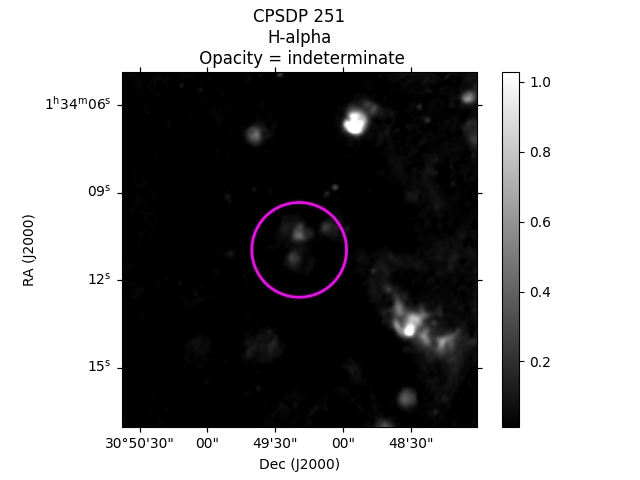 CPSDP 251
H-alpha
Opacity = indeterminate
1h34m06s
09s
12s
15s
RA (J2000)
30°50'30" 00" 49'30" 00" 48'30"
Dec (J2000)
1.0
0.8
0.6
0.4
0.2